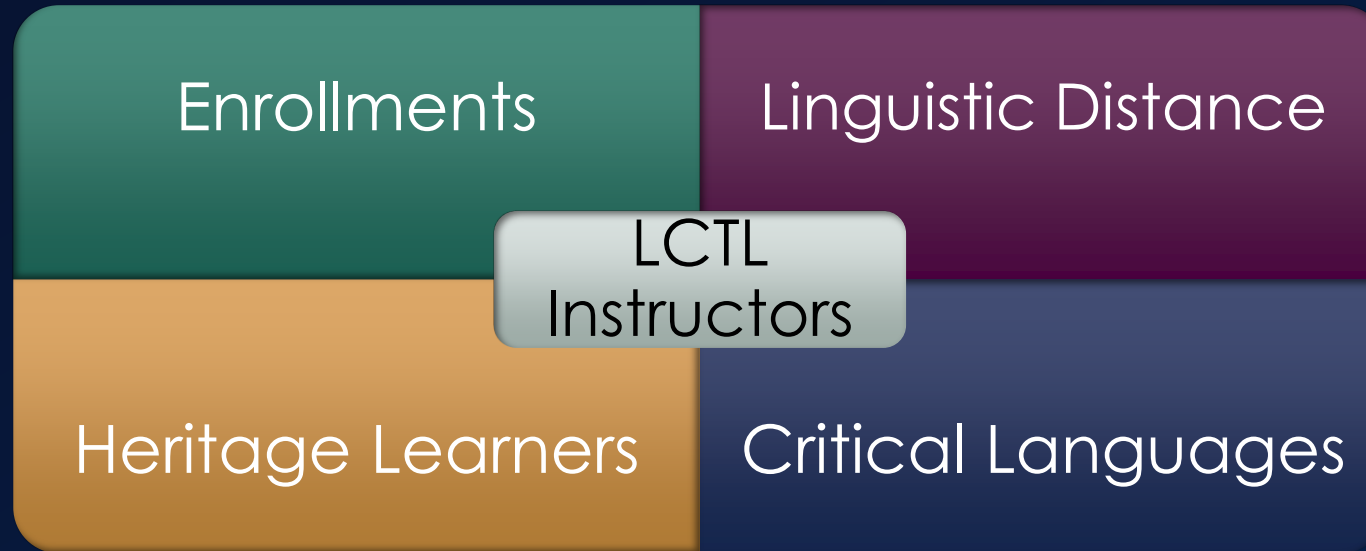 Enrollments
Linguistic Distance
LCTL
Instructors
Heritage Learners
Critical Languages